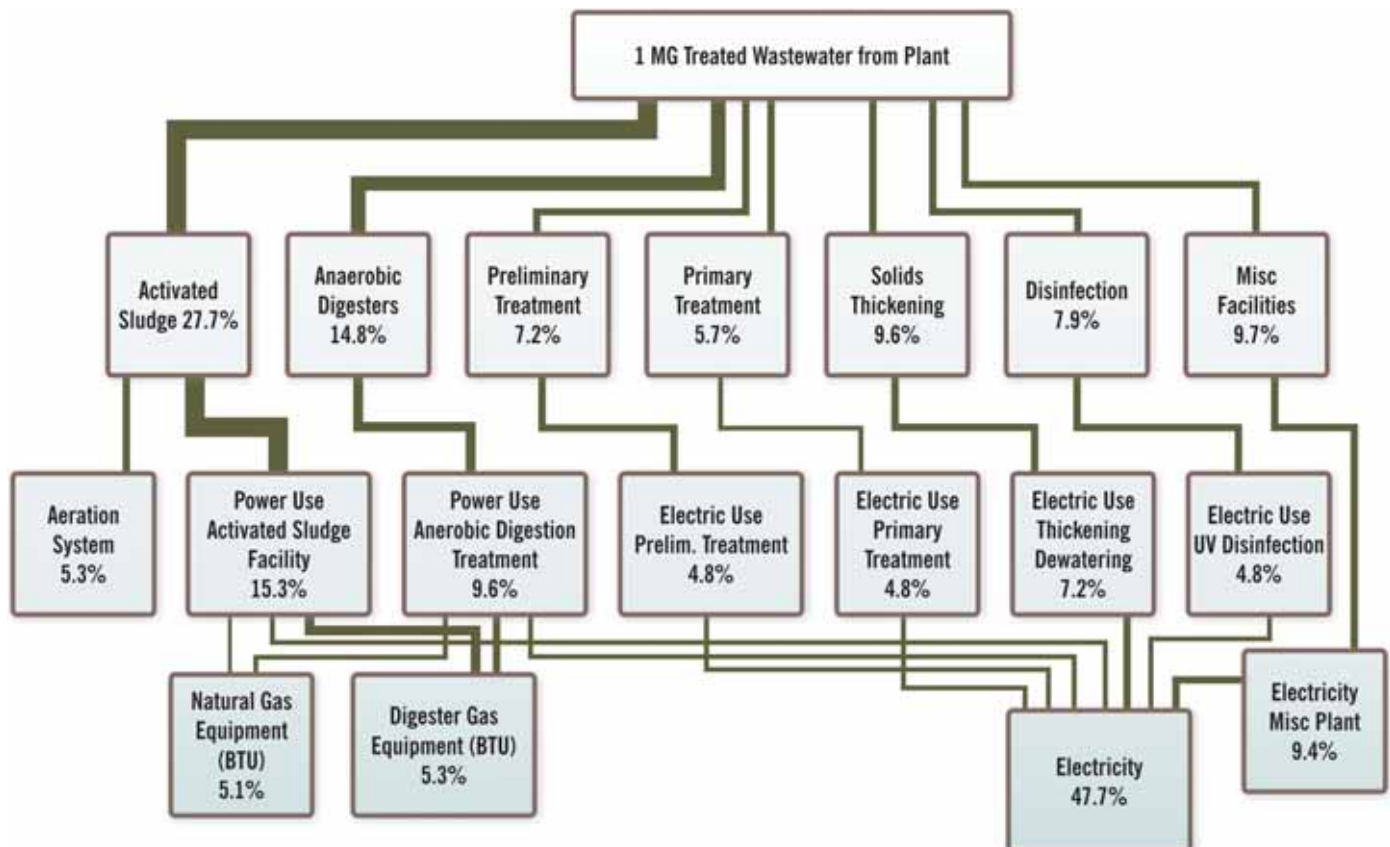 1 MG Treated Wastewater from Plant
Activated
Sludge 27.7%
Anaerobic
Digesters
14.8%
Preliminary
Treatment
7.2%
Primary
Treatment
5.7%
Solids
Thickening
9.6%
Disinfection
7.9%
Misc
Facilities
9.7%
Aeration
System
5.3%
Power Use
Activated Sludge
Facility
15.3%
Power Use
Anerobic Digestion
Treatment
9.6%
Electric Use
Prelim. Treatment
4.8%
Electric Use
Primary
Treatment
4.8%
Electric Use
Thickening
Dewatering
7.2%
Electric Use
UV Disinfection
4.8%
Natural Gas
Equipment
(BTU)
5.1%
Digester Gas
Equipment (BTU)
5.3%
Electricity
47.7%
Electricity
Misc Plant
9.4%